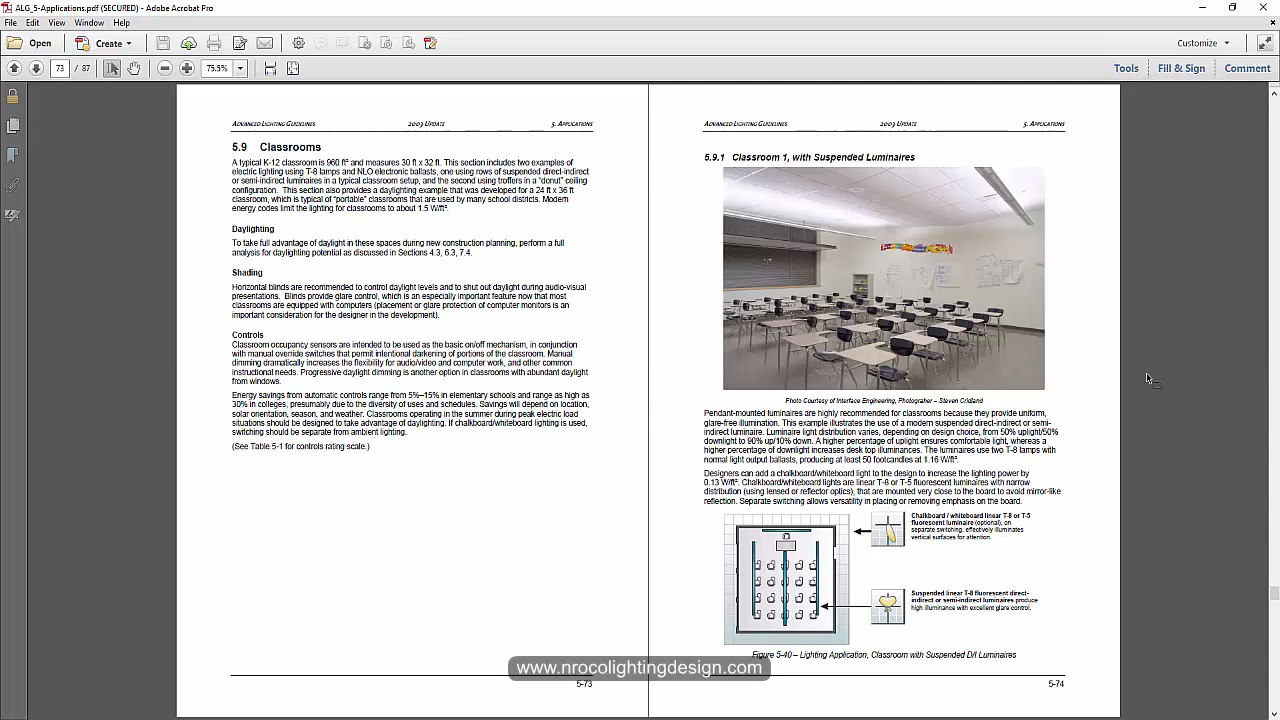 ALG_5-Applications.pdf (SECURED) - Adobe Acrobat Pro
File Edit View Window Help
Open Create Customize
73 / 87 75.5% Tools Fill & Sign Comment
ADVANCED LIGHTING GUIDELINES 2003 UPDATE 5. APPLICATIONS
5.9 Classrooms
A typical K-12 classroom is 960 ft² and measures 30 ft x 32 ft. This section includes two examples of
electric lighting using T-8 lamps and NLO electronic ballasts, one using rows of suspended direct-indirect
or semi-indirect luminaires in a typical classroom setup, and the second using troffers in a "donut" ceiling
configuration. This section also provides a daylighting example that was developed for a 24 ft x 36 ft
classroom, which is typical of "portable" classrooms that are used by many school districts. Modern
energy codes limit the lighting for classrooms to about 1.5 W/ft².
Daylighting
To take full advantage of daylight in these spaces during new construction planning, perform a full
analysis for daylighting potential as discussed in Sections 4.3, 6.3, 7.4.
Shading
Horizontal blinds are recommended to control daylight levels and to shut out daylight during audio-visual
presentations. Blinds provide glare control, which is an especially important feature now that most
classrooms are equipped with computers (placement or glare protection of computer monitors is an
important consideration for the designer in the development).
Controls
Classroom occupancy sensors are intended to be used as the basic on/off mechanism, in conjunction
with manual override switches that permit intentional darkening of portions of the classroom. Manual
dimming dramatically increases the flexibility for audio/video and computer work, and other common
instructional needs. Progressive daylight dimming is another option in classrooms with abundant daylight
from windows.
Energy savings from automatic controls range from 5%–15% in elementary schools and range as high as
30% in colleges, presumably due to the diversity of uses and schedules. Savings will depend on location,
solar orientation, season, and weather. Classrooms operating in the summer during peak electric load
situations should be designed to take advantage of daylighting. If chalkboard/whiteboard lighting is used,
switching should be separate from ambient lighting.
(See Table 5-1 for controls rating scale.)
5-73
ADVANCED LIGHTING GUIDELINES 2003 UPDATE 5. APPLICATIONS
5.9.1 Classroom 1, with Suspended Luminaires
Photo Courtesy of Interface Engineering, Photograher – Steven Cridland
Pendant-mounted luminaires are highly recommended for classrooms because they provide uniform,
glare-free illumination. This example illustrates the use of a modern suspended direct-indirect or semi-
indirect luminaire. Luminaire light distribution varies, depending on design choice, from 50% uplight/50%
downlight to 90% up/10% down. A higher percentage of uplight ensures comfortable light, whereas a
higher percentage of downlight increases desk top illuminances. The luminaires use two T-8 lamps with
normal light output ballasts, producing at least 50 footcandles at 1.16 W/ft².
Designers can add a chalkboard/whiteboard light to the design to increase the lighting power by
0.13 W/ft². Chalkboard/whiteboard lights are linear T-8 or T-5 fluorescent luminaires with narrow
distribution (using lensed or reflector optics), that are mounted very close to the board to avoid mirror-like
reflection. Separate switching allows versatility in placing or removing emphasis on the board.
Chalkboard / whiteboard linear T-8 or T-5
fluorescent luminaire (optional), on
separate switching, effectively illuminates
vertical surfaces for attention.
Suspended linear T-8 fluorescent direct-
indirect or semi-indirect luminaires produce
high illuminance with excellent glare control.
Figure 5-40 – Lighting Application, Classroom with Suspended D/I Luminaires
5-74
www.nrocolightingdesign.com